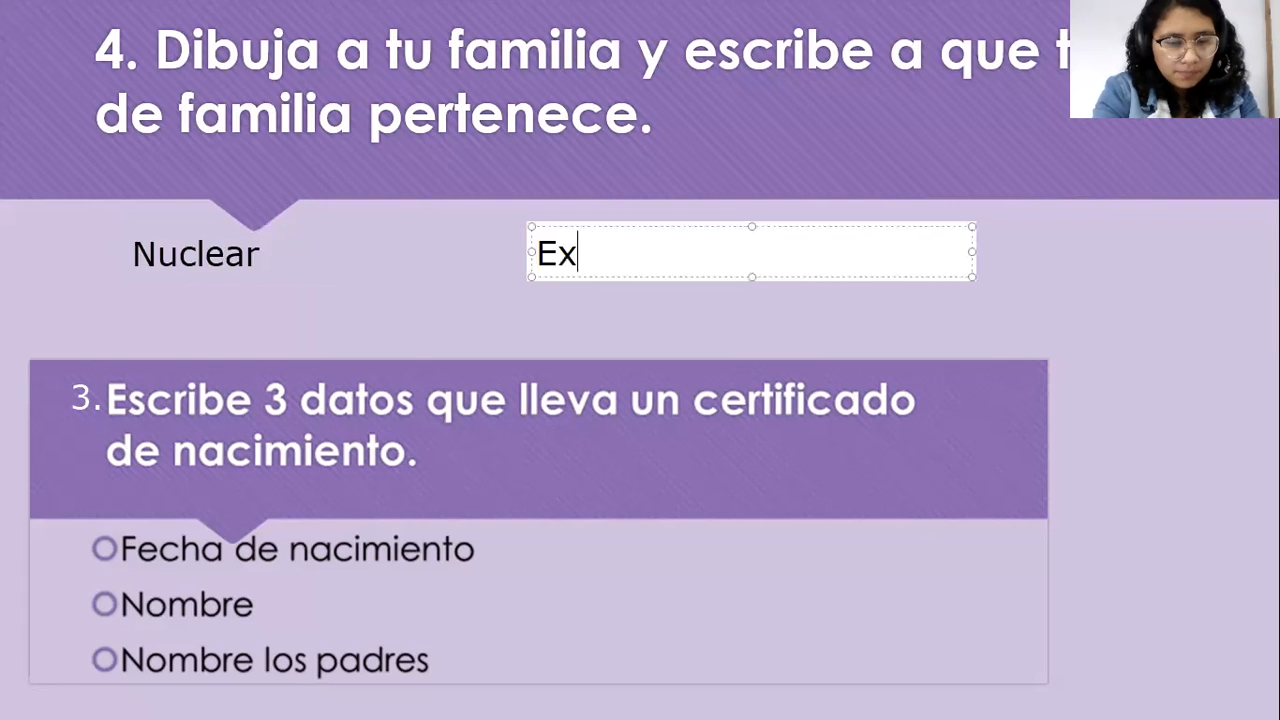 4. Dibuja a tu familia y escribe a que
de familia pertenece.
Nuclear
Ex
3. Escribe 3 datos que lleva un certificado
de nacimiento.
Fecha de nacimiento
Nombre
Nombre los padres